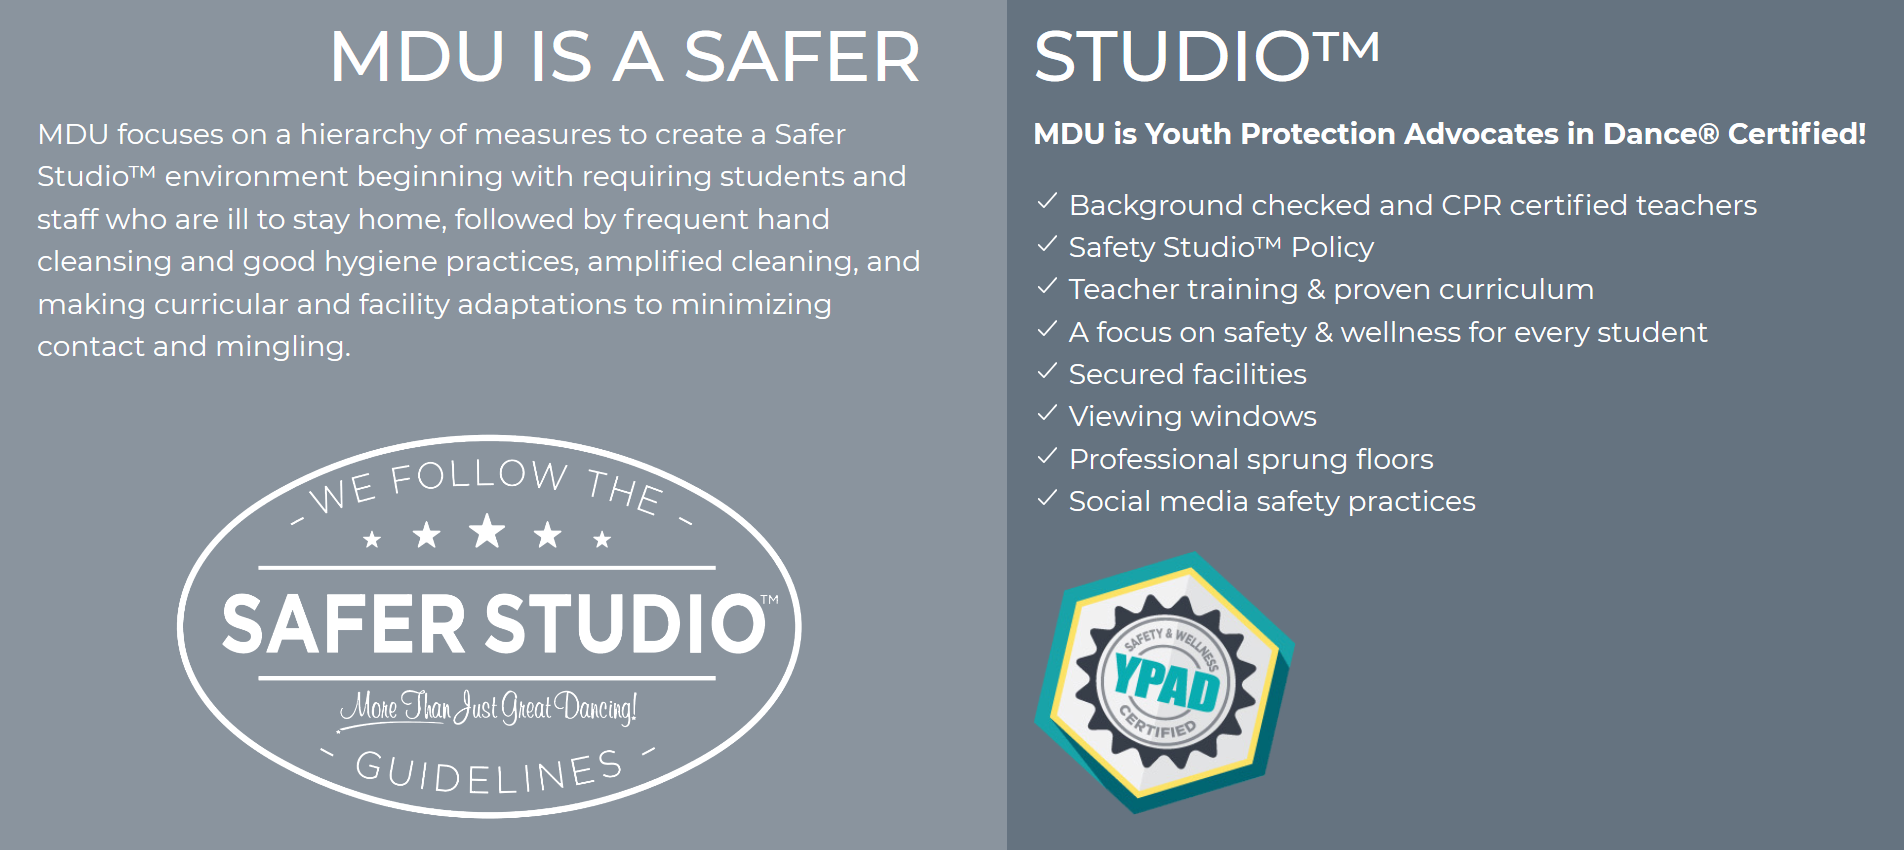 MDU IS A SAFER STUDIO™
MDU focuses on a hierarchy of measures to create a Safer
Studio™ environment beginning with requiring students and
staff who are ill to stay home, followed by frequent hand
cleansing and good hygiene practices, amplified cleaning, and
making curricular and facility adaptations to minimizing
contact and mingling.
- WE FOLLOW THE -
SAFER STUDIO™
More Than Just Great Dancing!
- GUIDELINES -
MDU is Youth Protection Advocates in Dance® Certified!
✓ Background checked and CPR certified teachers
✓ Safety Studio™ Policy
✓ Teacher training & proven curriculum
✓ A focus on safety & wellness for every student
✓ Secured facilities
✓ Viewing windows
✓ Professional sprung floors
✓ Social media safety practices
SAFETY & WELLNESS
YPAD
CERTIFIED